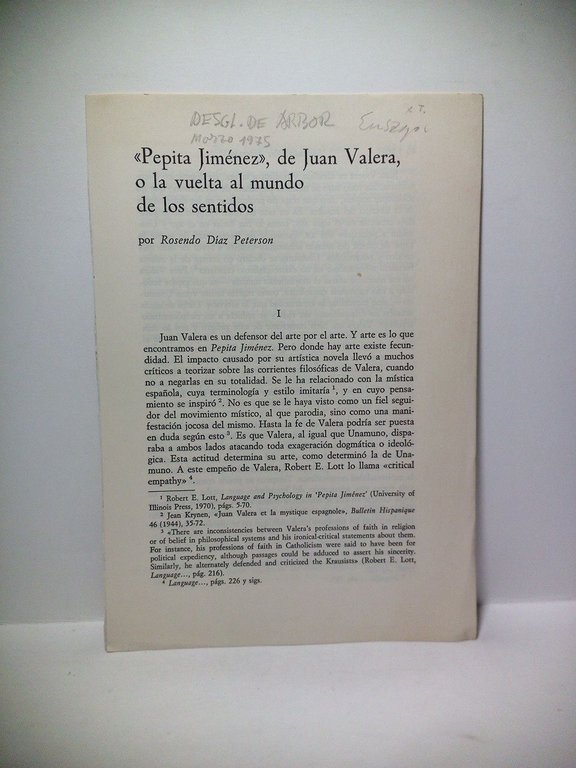 DESGL. DE ARBOR
Marzo 1975
«Pepita Jiménez», de Juan Valera,
o la vuelta al mundo
de los sentidos
por Rosendo Díaz Peterson
I
Juan Valera es un defensor del arte por el arte. Y arte es lo que
encontramos en Pepita Jiménez. Pero donde hay arte existe fecun-
didad. El impacto causado por su artística novela llevó a muchos
críticos a teorizar sobre las corrientes filosóficas de Valera, cuando
no a negarlas en su totalidad. Se le ha relacionado con la mística
española, cuya terminología y estilo imitaría ¹, y en cuyo pensa-
miento se inspiró ². No es que se le haya visto como un fiel segui-
dor del movimiento místico, al que parodia, sino como una mani-
festación jocosa del mismo. Hasta la fe de Valera podría ser puesta
en duda según esto ³. Es que Valera, al igual que Unamuno, dispa-
raba a ambos lados atacando toda exageración dogmática o ideoló-
gica. Esta actitud determina su arte, como determinó la de Una-
muno. A este empeño de Valera, Robert E. Lott lo llama «critical
empathy» ⁴.
¹ Robert E. Lott, Language and Psychology in 'Pepita Jiménez' (University of
Illinois Press, 1970), págs. 5-70.
² Jean Krynen, «Juan Valera et la mystique espagnole», Bulletin Hispanique
46 (1944), 35-72.
³ «There are inconsistencies between Valera's professions of faith in religion
or of belief in philosophical systems and his ironical-critical statements about them.
For instance, his professions of faith in Catholicism were said to have been for
political expediency, although passages could be adduced to assert his sincerity.
Similarly, he alternately defended and criticized the Krausists» (Robert E. Lott,
Language..., pág. 216).
⁴ Language..., págs. 226 y sigs.